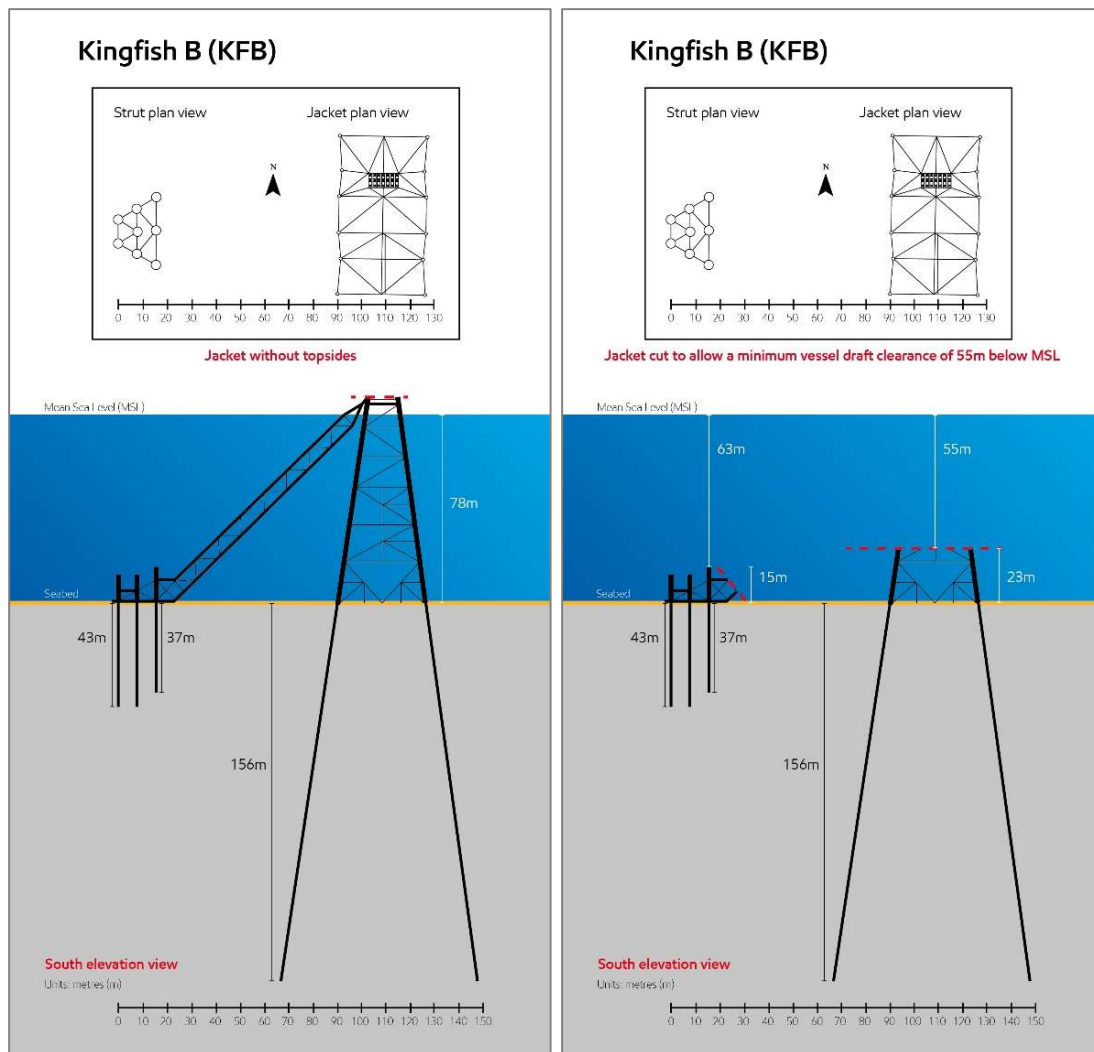 Kingfish B (KFB)
Strut plan view
Jacket plan view
N
0 10 20 30 40 50 60 70 80 90 100 110 120 130
Jacket without topsides
Mean Sea Level (MSL)
78m
Seabed
43m
37m
156m
South elevation view
Units: metres (m)
0 10 20 30 40 50 60 70 80 90 100 110 120 130 140 150
Kingfish B (KFB)
Strut plan view
Jacket plan view
N
0 10 20 30 40 50 60 70 80 90 100 110 120 130
Jacket cut to allow a minimum vessel draft clearance of 55m below MSL
Mean Sea Level (MSL)
63m
55m
15m
23m
Seabed
43m
37m
156m
South elevation view
Units: metres (m)
0 10 20 30 40 50 60 70 80 90 100 110 120 130 140 150